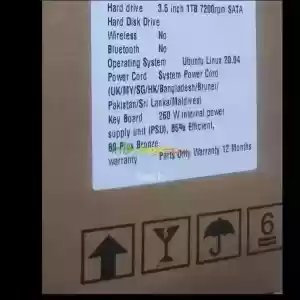 Hard drive 3.5 inch 1TB 7200rpm SATA
Hard Disk Drive
Wireless No
Bluetooth No
Operating System Ubuntu Linux 20.04
Power Cord System Power Cord
(UK/MY/SG/HK/Bangladesh/Brunei/
Pakistan/Sri Lanka/Maldives)
Key Board 260 W internal power
supply unit (PSU), 85% Efficient,
80 Plus Bronze
warranty Parts Only Warranty 12 Months
6